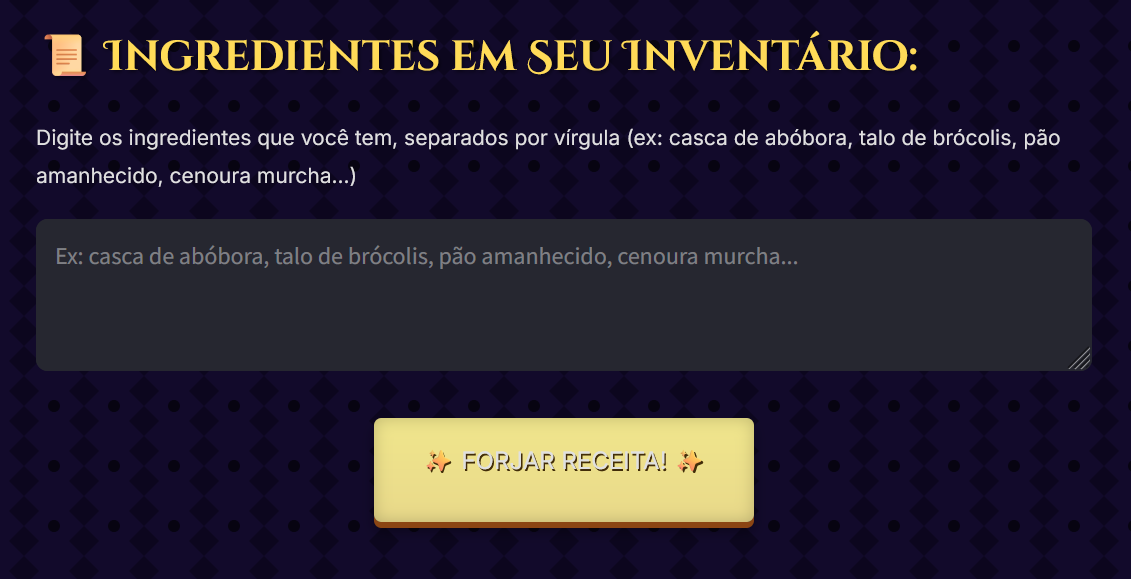 📜 Ingredientes em Seu Inventário:
Digite os ingredientes que você tem, separados por vírgula (ex: casca de abóbora, talo de brócolis, pão
amanhecido, cenoura murcha...)
Ex: casca de abóbora, talo de brócolis, pão amanhecido, cenoura murcha...
✨ FORJAR RECEITA! ✨